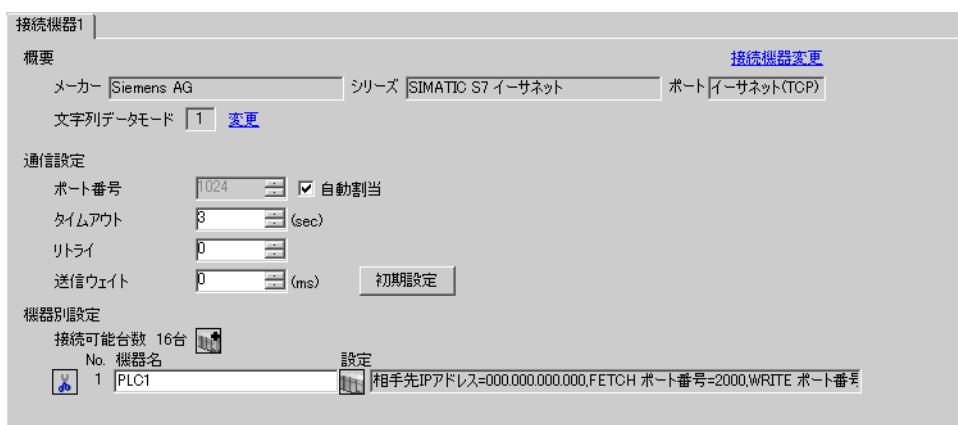 接続機器1
概要 接続機器変更
メーカー Siemens AG シリーズ SIMATIC S7 イーサネット ポート イーサネット(TCP)
文字列データモード 1 変更
通信設定
ポート番号 1024 自動割当
タイムアウト 3 (sec)
リトライ 0
送信ウェイト 0 (ms) 初期設定
機器別設定
接続可能台数 16台
No. 機器名 設定
1 PLC1 相手先IPアドレス=000.000.000.000,FETCH ポート番号=2000,WRITE ポート番号